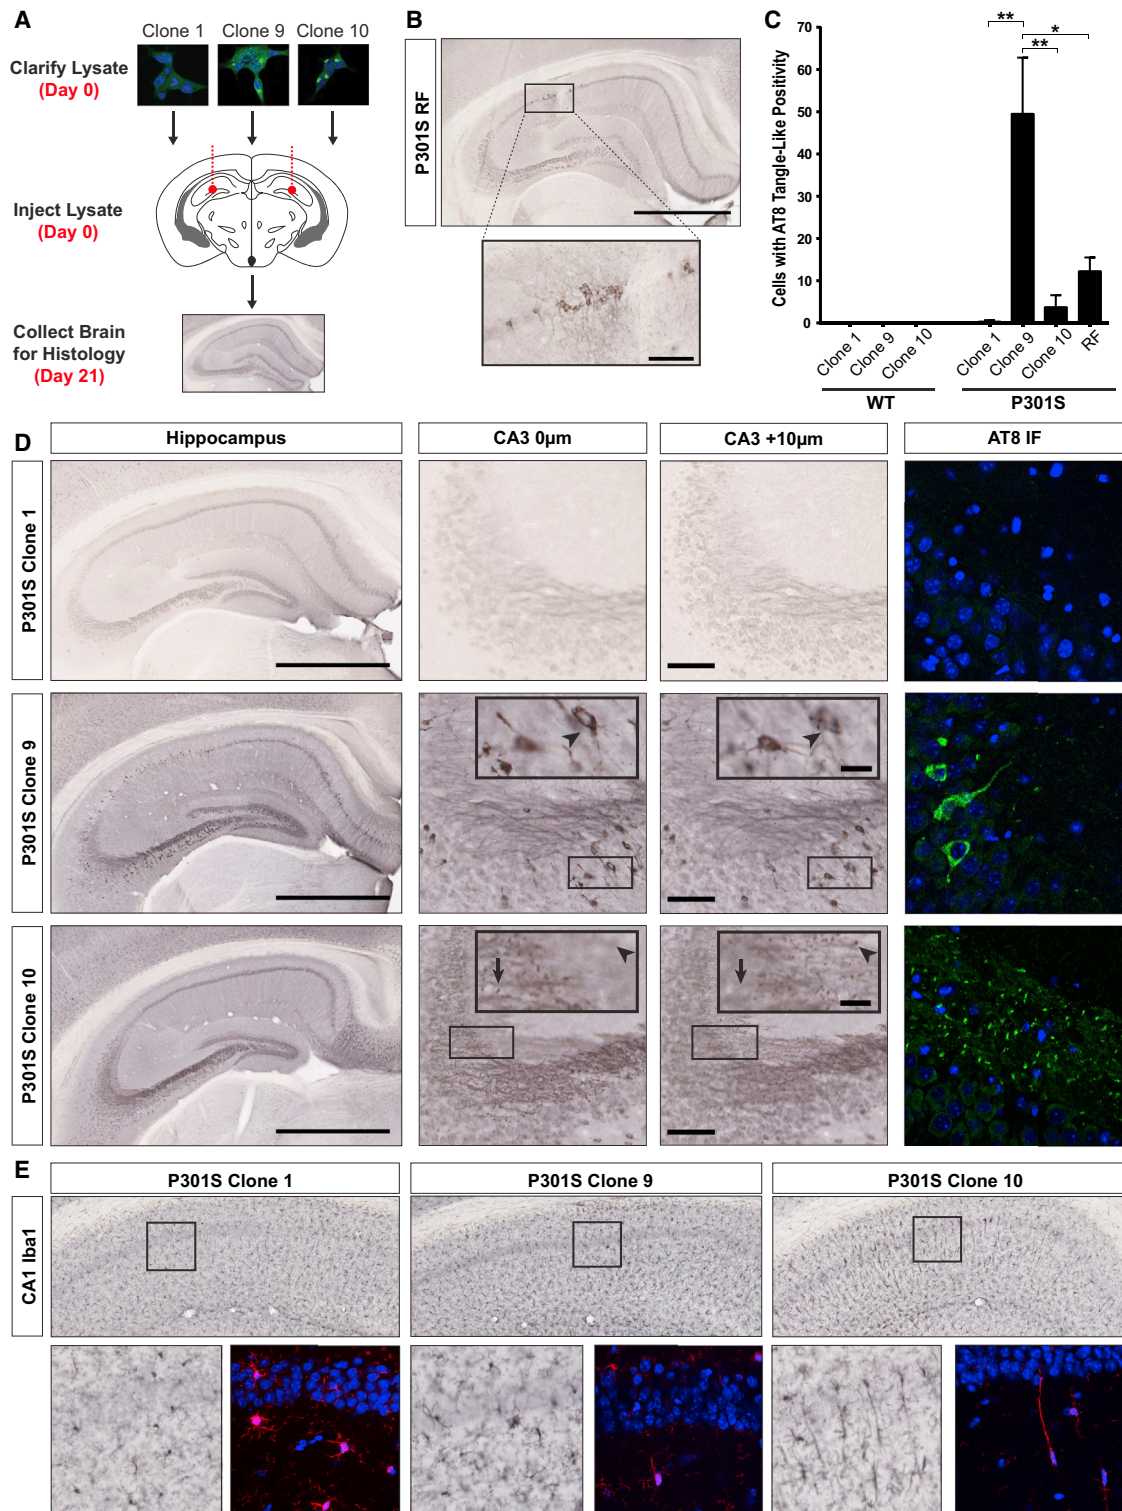 A
Clone 1 Clone 9 Clone 10
Clarify Lysate
(Day 0)
Inject Lysate
(Day 0)
Collect Brain
for Histology
(Day 21)
B
P301S RF
C
Cells with AT8 Tangle-Like Positivity
70
60
50
40
30
20
10
0
** 
*
**
Clone 1
Clone 9
Clone 10
Clone 1
Clone 9
Clone 10
RF
WT
P301S
D
Hippocampus
CA3 0µm
CA3 +10µm
AT8 IF
P301S Clone 1
P301S Clone 9
P301S Clone 10
E
P301S Clone 1
P301S Clone 9
P301S Clone 10
CA1 Iba1